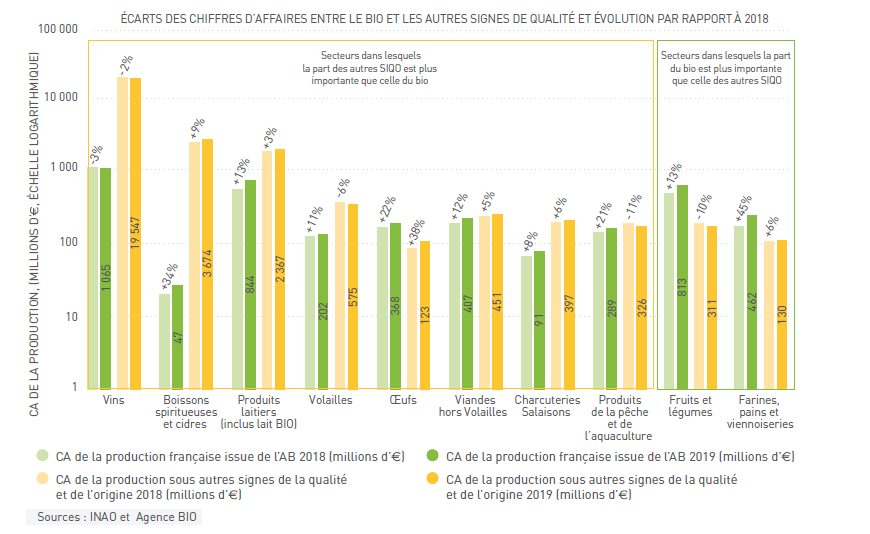 ÉCARTS DES CHIFFRES D'AFFAIRES ENTRE LE BIO ET LES AUTRES SIGNES DE QUALITÉ ET ÉVOLUTION PAR RAPPORT À 2018
CA DE LA PRODUCTION, (MILLIONS D'€, ÉCHELLE LOGARITHMIQUE)
100 000
10 000
1 000
100
10
1
Secteurs dans lesquels
la part des autres SIQO est plus
importante que celle du bio
Secteurs dans lesquels la part
du bio est plus importante
que celle des autres SIQO
-3%
1 065
-2%
19 547
+34%
47
+9%
3 674
+13%
844
+3%
2 367
+11%
202
-6%
575
+22%
368
+38%
123
+12%
407
+5%
451
+8%
91
+6%
397
+21%
289
-11%
326
+13%
813
-10%
311
+45%
462
+6%
130
Vins
Boissons
spiritueuses
et cidres
Produits
laitiers
(inclus lait BIO)
Volailles
Œufs
Viandes
hors Volailles
Charcuteries
Salaisons
Produits
de la pêche
et de
l'aquaculture
Fruits et
légumes
Farines,
pains et
viennoiseries
CA de la production française issue de l'AB 2018 (millions d'€)
CA de la production française issue de l'AB 2019 (millions d'€)
CA de la production sous autres signes de la qualité
et de l'origine 2018 (millions d'€)
CA de la production sous autres signes de la qualité
et de l'origine 2019 (millions d'€)
Sources : INAO et Agence BIO